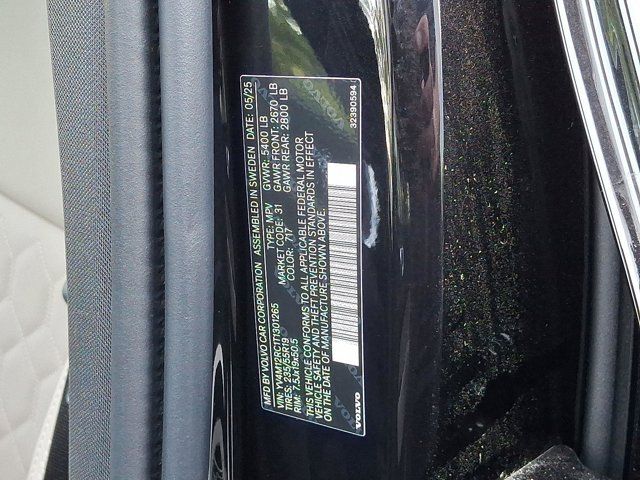 MFD BY VOLVO CAR CORPORATION ASSEMBLED IN SWEDEN DATE: 05/25
VIN: YV4M12RC1T1301265 TYPE: MPV GVWR: 5400 LB
TIRES: 235/55R19 MARKET CODE: 31 GAWR FRONT: 2670 LB
RIM: 7.5Jx19x50.5 COLOR: 717 GAWR REAR: 2800 LB
THIS VEHICLE CONFORMS TO ALL APPLICABLE FEDERAL MOTOR
VEHICLE SAFETY AND THEFT PREVENTION STANDARDS IN EFFECT
ON THE DATE OF MANUFACTURE SHOWN ABOVE.
VOLVO 32390594